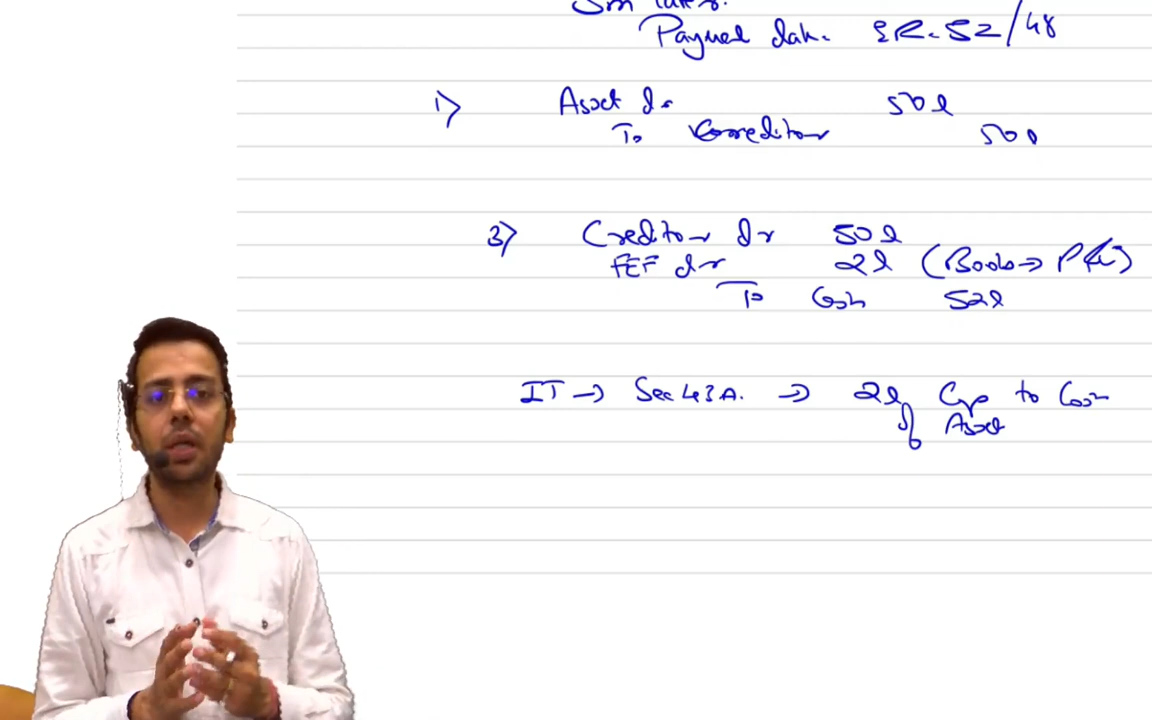 Payment date. ER. 52/48
1) Asset dr 50l
To Creditor 50l
3) Creditor dr 50l
FEF dr 2l (Books → P&L)
To Cash 52l
IT → Sec 43A. → 2l Cap to Cost
of Asset